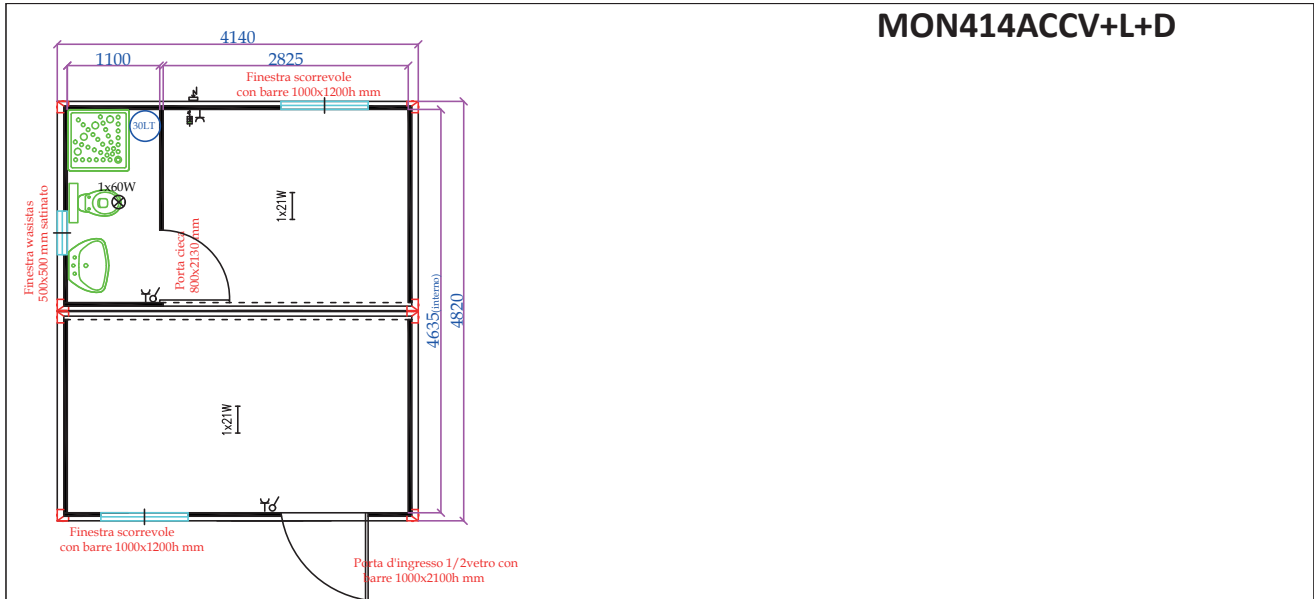 MON414ACCV+L+D
4140
1100
2825
Finestra scorrevole
con barre 1000x1200h mm
30LT
1x60W
1x21W
Finestra wasistas
500x500 mm satinato
Porta cieca
800x2130 mm
4635(interno)
4820
1x21W
Finestra scorrevole
con barre 1000x1200h mm
Porta d'ingresso 1/2vetro con
barre 1000x2100h mm